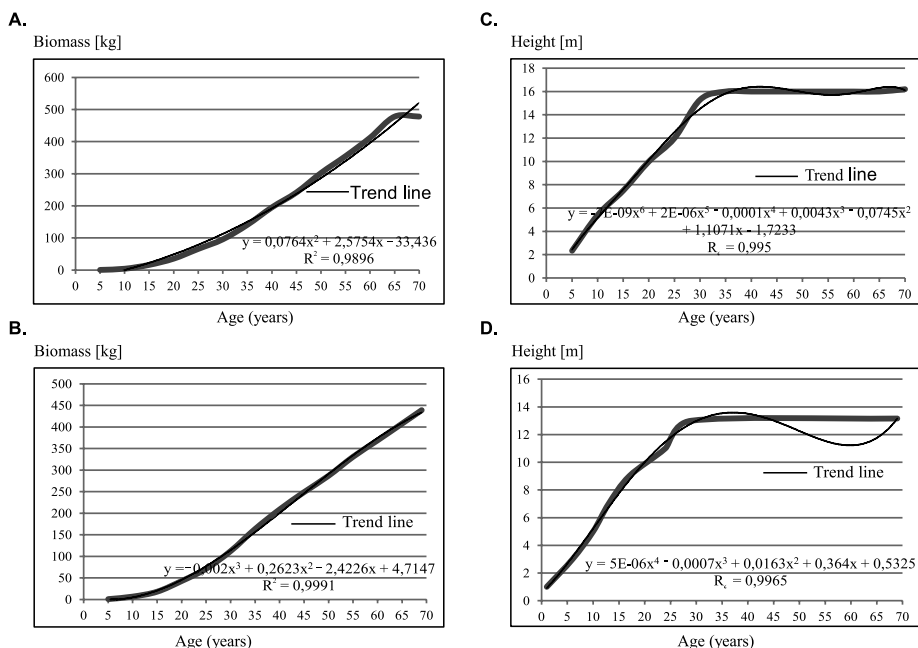 A.
Biomass [kg]
600
500
400
300
200
100
0
Trend line
y = 0,0764x² + 2,5754x – 33,436
R² = 0,9896
0 5 10 15 20 25 30 35 40 45 50 55 60 65 70
Age (years)
B.
Biomass [kg]
500
450
400
350
300
250
200
150
100
50
0
Trend line
y = –0,002x³ + 0,2623x² – 2,4226x + 4,7147
R² = 0,9991
0 5 10 15 20 25 30 35 40 45 50 55 60 65 70
Age (years)
C.
Height [m]
18
16
14
12
10
8
6
4
2
0
Trend line
y = – E-09x⁶ + 2E-06x⁵ – 0,0001x⁴ + 0,0043x³ – 0,0745x²
+ 1,1071x – 1,7233
R = 0,995
0 5 10 15 20 25 30 35 40 45 50 55 60 65 70
Age (years)
D.
Height [m]
16
14
12
10
8
6
4
2
0
Trend line
y = 5E-06x⁴ – 0,0007x³ + 0,0163x² + 0,364x + 0,5325
R = 0,9965
0 5 10 15 20 25 30 35 40 45 50 55 60 65 70
Age (years)